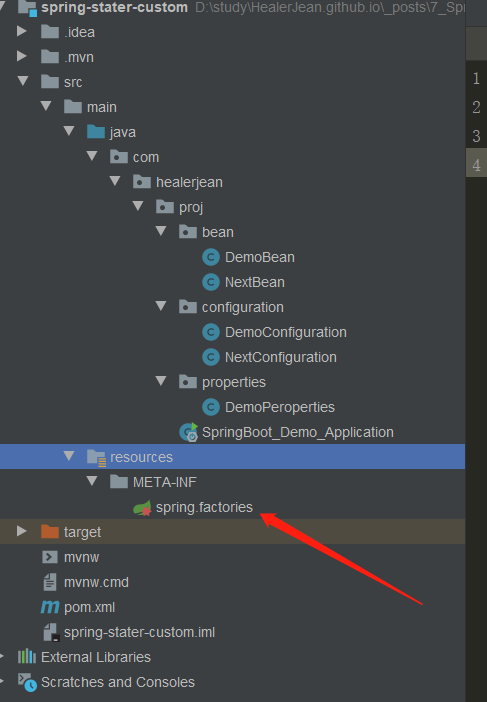 spring-stater-custom D:\study\HealerJean.github.io\_posts\7_Sp
.idea
.mvn
src
main
java
com
healerjean
proj
bean
DemoBean
NextBean
configuration
DemoConfiguration
NextConfiguration
properties
DemoPeroperties
SpringBoot_Demo_Application
resources
META-INF
spring.factories
target
mvnw
mvnw.cmd
pom.xml
spring-stater-custom.iml
External Libraries
Scratches and Consoles
1
2
3
4